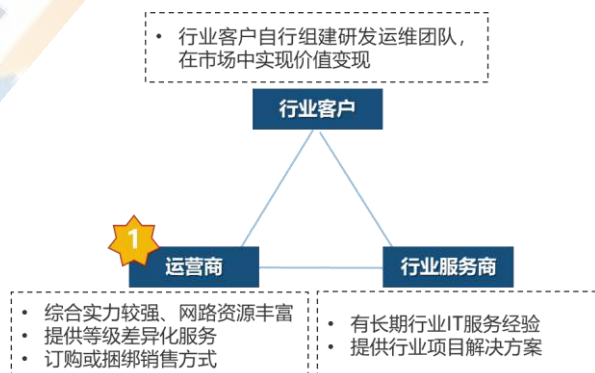 • 行业客户自行组建研发运维团队，
在市场中实现价值变现
行业客户
1
运营商
行业服务商
• 综合实力较强、网路资源丰富
• 提供等级差异化服务
• 订购或捆绑销售方式
• 有长期行业IT服务经验
• 提供行业项目解决方案